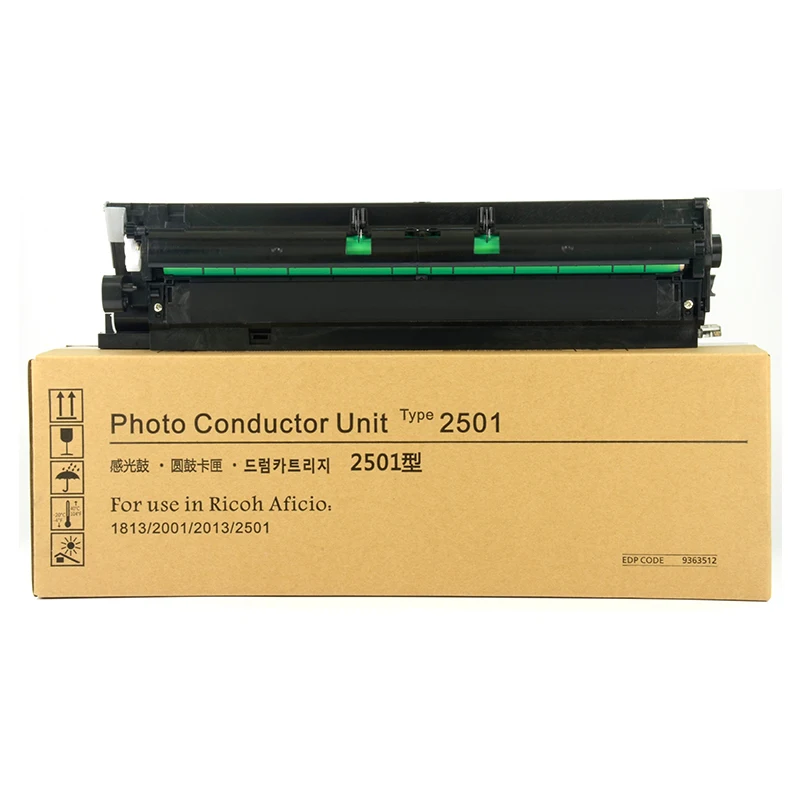 Photo Conductor Unit Type 2501
感光鼓 · 圆鼓卡匣 · 드럼카트리지 2501型
For use in Ricoh Aficio:
1813/2001/2013/2501
EDP CODE 9363512